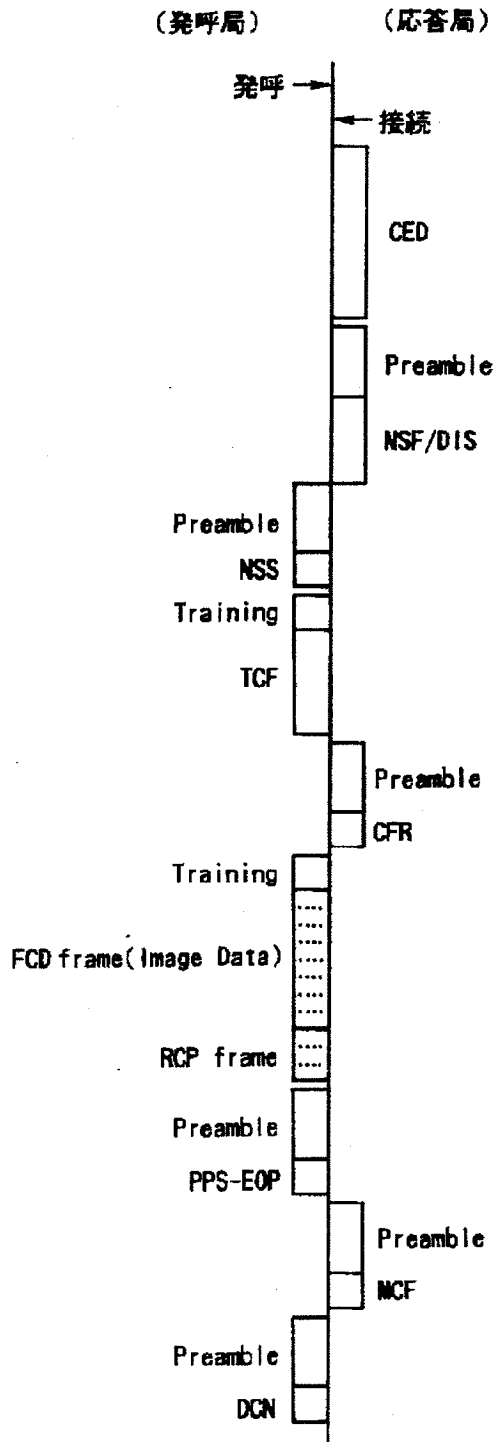 (発呼局) (応答局)
発呼
接続
CED
Preamble
NSF/DIS
Preamble
NSS
Training
TCF
Preamble
CFR
Training
FCD frame(Image Data)
RCP frame
Preamble
PPS-EOP
Preamble
MCF
Preamble
DCN